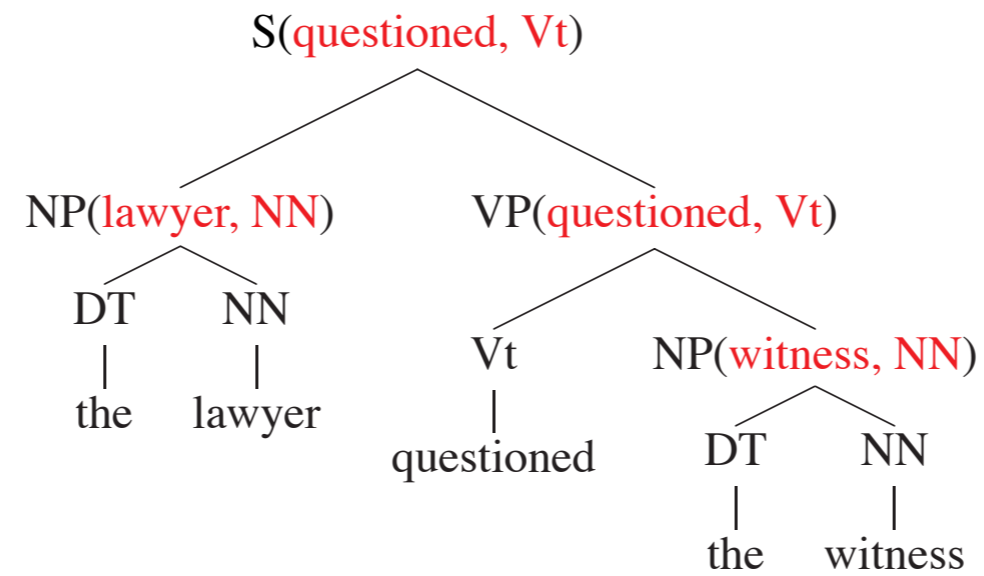 S(questioned, Vt)
NP(lawyer, NN) VP(questioned, Vt)
DT NN
Vt NP(witness, NN)
the lawyer
questioned DT NN
the witness